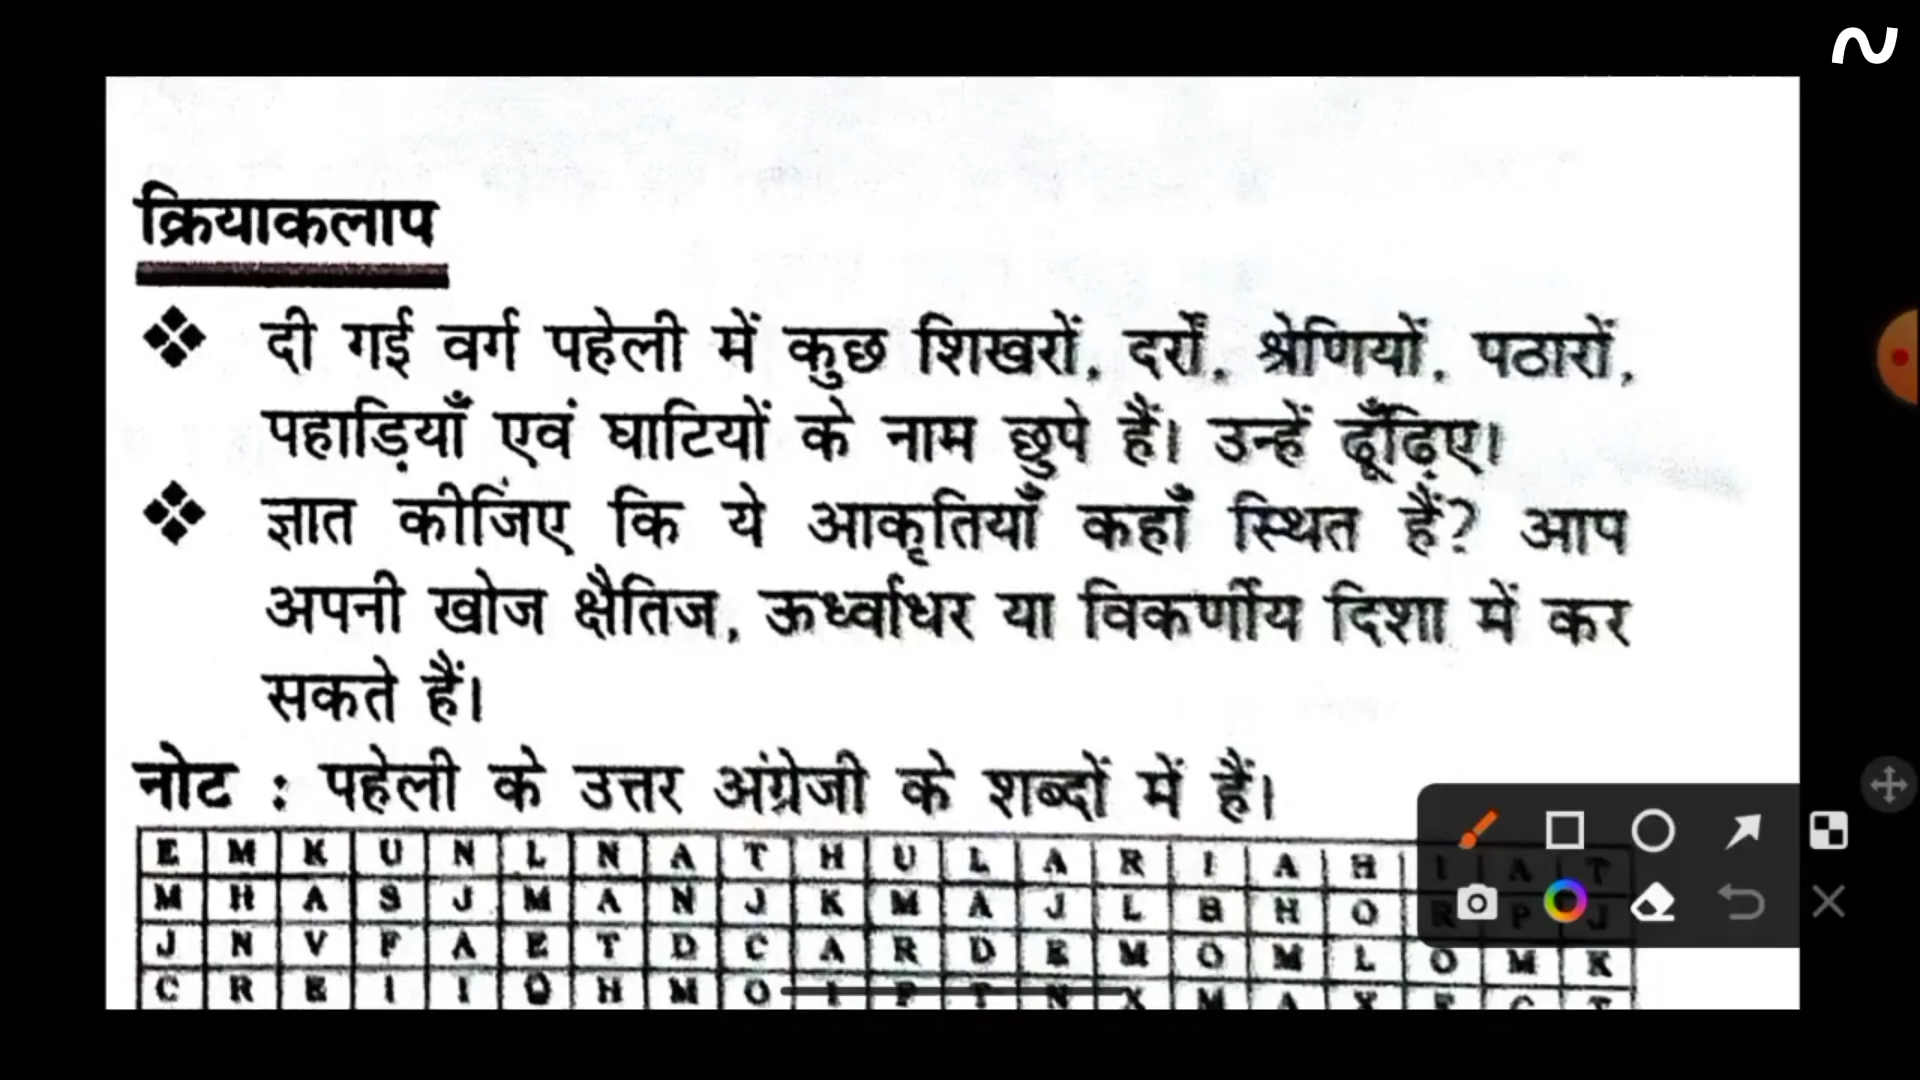 क्रियाकलाप
❖ दी गई वर्ग पहेली में कुछ शिखरों, दर्रों, श्रेणियों, पठारों,
पहाड़ियाँ एवं घाटियों के नाम छुपे हैं। उन्हें ढूँढ़िए।
❖ ज्ञात कीजिए कि ये आकृतियाँ कहाँ स्थित हैं? आप
अपनी खोज क्षैतिज, ऊर्ध्वाधर या विकर्णीय दिशा में कर
सकते हैं।
नोट : पहेली के उत्तर अंग्रेजी के शब्दों में हैं।
E M K U N L N A T H U L A R I A H I A T
M H A S J M A N J K M A J L B H O R P J
J N V F A E T D C A R D E M O M L O M K
C R E I I O H M O I P T N X M A X